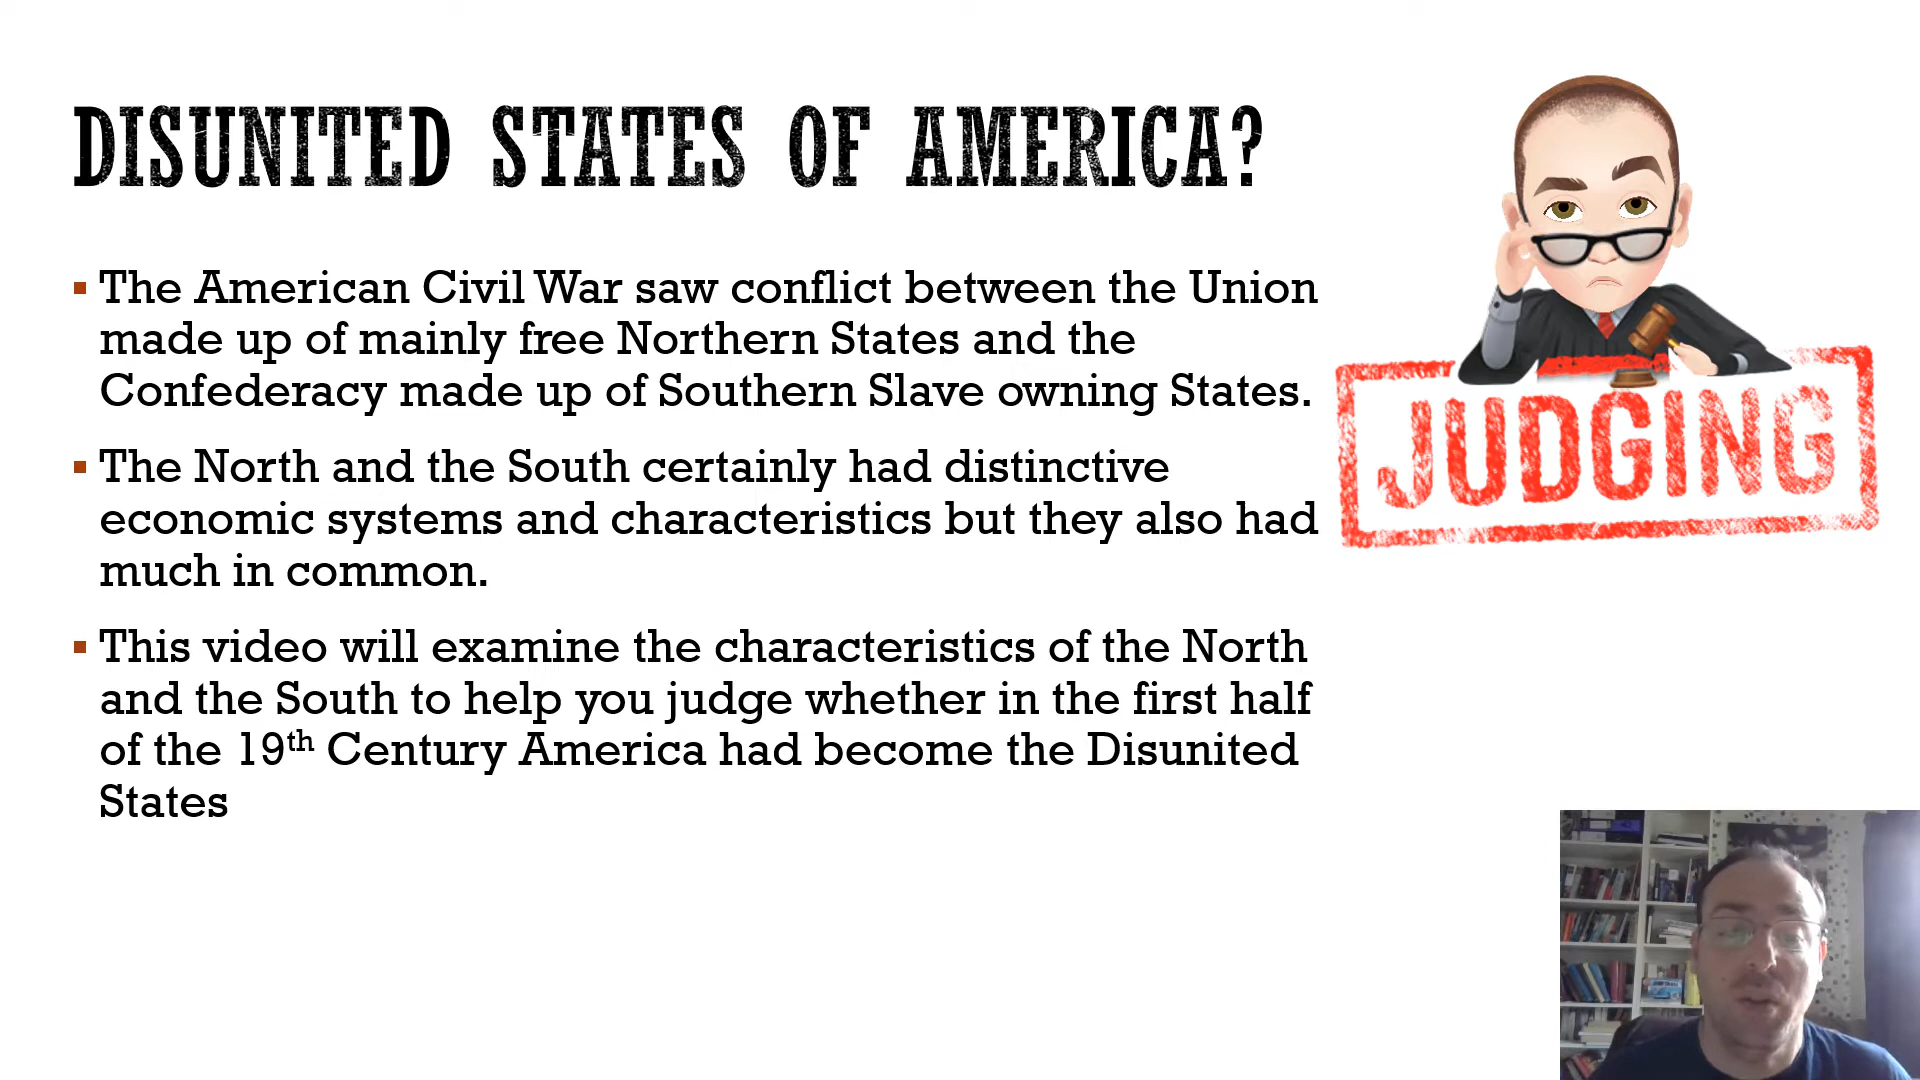 DISUNITED STATES OF AMERICA?
▪ The American Civil War saw conflict between the Union
made up of mainly free Northern States and the
Confederacy made up of Southern Slave owning States.
▪ The North and the South certainly had distinctive
economic systems and characteristics but they also had
much in common.
▪ This video will examine the characteristics of the North
and the South to help you judge whether in the first half
of the 19th Century America had become the Disunited
States
JUDGING